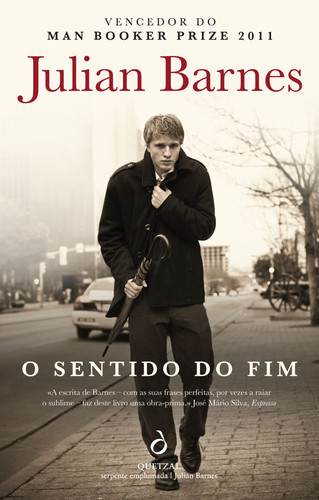 VENCEDOR DO
MAN BOOKER PRIZE 2011
Julian Barnes
O SENTIDO DO FIM
«A escrita de Barnes – com as suas frases perfeitas, por vezes a raiar
o sublime – faz deste livro uma obra-prima.» José Mário Silva, Expresso
QUETZAL
serpente emplumada | Julian Barnes